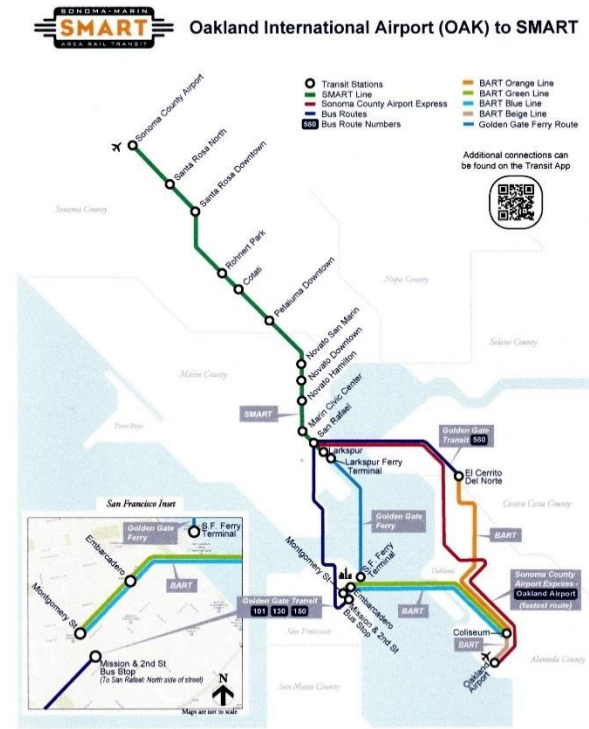 SONOMA-MARIN
SMART
AREA RAIL TRANSIT
Oakland International Airport (OAK) to SMART
Transit Stations
SMART Line
Sonoma County Airport Express
Bus Routes
580 Bus Route Numbers
BART Orange Line
BART Green Line
BART Blue Line
BART Beige Line
Golden Gate Ferry Route
Additional connections can
be found on the Transit App
Sonoma County Airport
Santa Rosa North
Santa Rosa Downtown
Sonoma County
Rohnert Park
Cotati
Napa County
Petaluma Downtown
Solano County
Novato San Marin
Novato Downtown
Novato Hamilton
Marin County
Marin Civic Center
SMART
San Rafael
Larkspur
Larkspur Ferry
Terminal
Golden Gate
Transit 580
El Cerrito
Del Norte
Contra Costa County
San Francisco Inset
Golden Gate
Ferry
S.F. Ferry
Terminal
Embarcadero
Montgomery St
BART
Mission & 2nd St
Bus Stop
(To San Rafael: North side of street)
N
Maps are not to scale
Golden Gate
Ferry
BART
S.F. Ferry
Terminal
Oakland
Montgomery St
Embarcadero
Mission & 2nd St
Bus Stop
Golden Gate Transit
101 130 150
BART
San Francisco
Sonoma County
Airport Express -
Oakland Airport
(fastest route)
Coliseum
BART
Oakland
Airport
Alameda County
San Mateo County